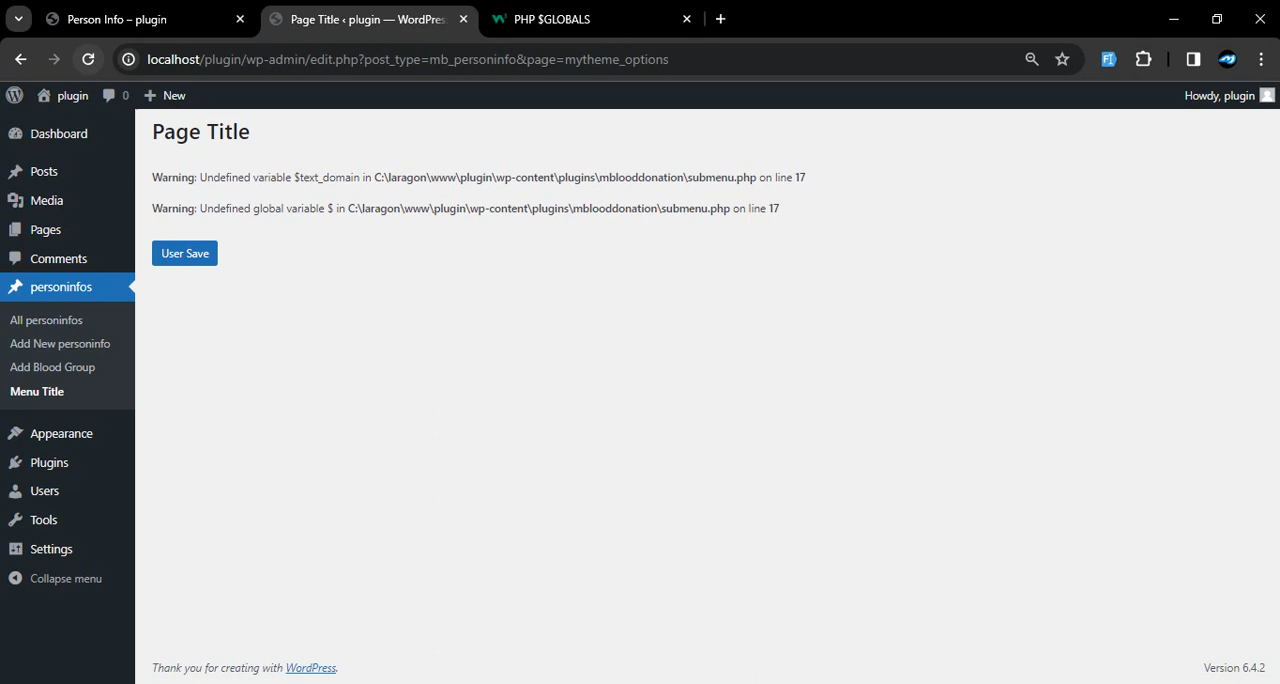 Person Info – plugin
Page Title ‹ plugin — WordPres
PHP $GLOBALS
localhost/plugin/wp-admin/edit.php?post_type=mb_personinfo&page=mytheme_options
plugin
0
New
Howdy, plugin
Dashboard
Posts
Media
Pages
Comments
personinfos
All personinfos
Add New personinfo
Add Blood Group
Menu Title
Appearance
Plugins
Users
Tools
Settings
Collapse menu
Page Title
Warning: Undefined variable $text_domain in C:\laragon\www\plugin\wp-content\plugins\mblooddonation\submenu.php on line 17
Warning: Undefined global variable $ in C:\laragon\www\plugin\wp-content\plugins\mblooddonation\submenu.php on line 17
User Save
Thank you for creating with WordPress.
Version 6.4.2